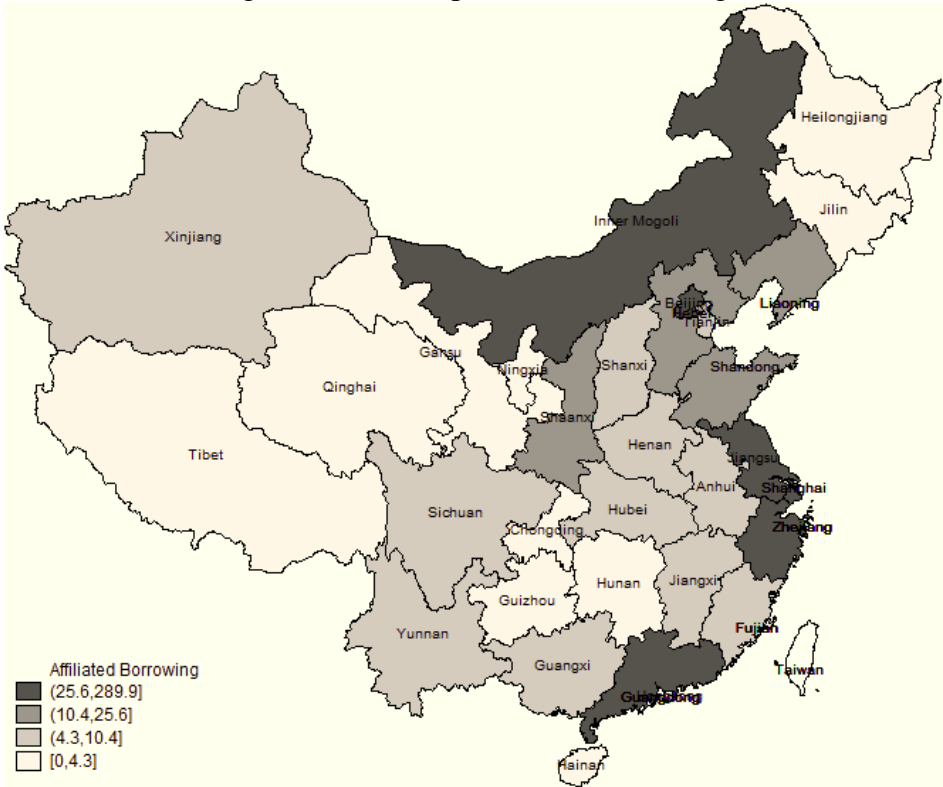 Heilongjiang
Jilin
Inner Mogoli
Xinjiang
Beijing
Hebei
Tianjin
Liaoning
Gansu
Ningxia
Shanxi
Shandong
Qinghai
Shaanxi
Henan
Jiangsu
Tibet
Anhui
Shanghai
Sichuan
Hubei
Chongqing
Zhejiang
Hunan
Jiangxi
Guizhou
Yunnan
Fujian
Guangxi
Taiwan
Guangdong
Hainan
Affiliated Borrowing
(25.6,289.9]
(10.4,25.6]
(4.3,10.4]
[0,4.3]